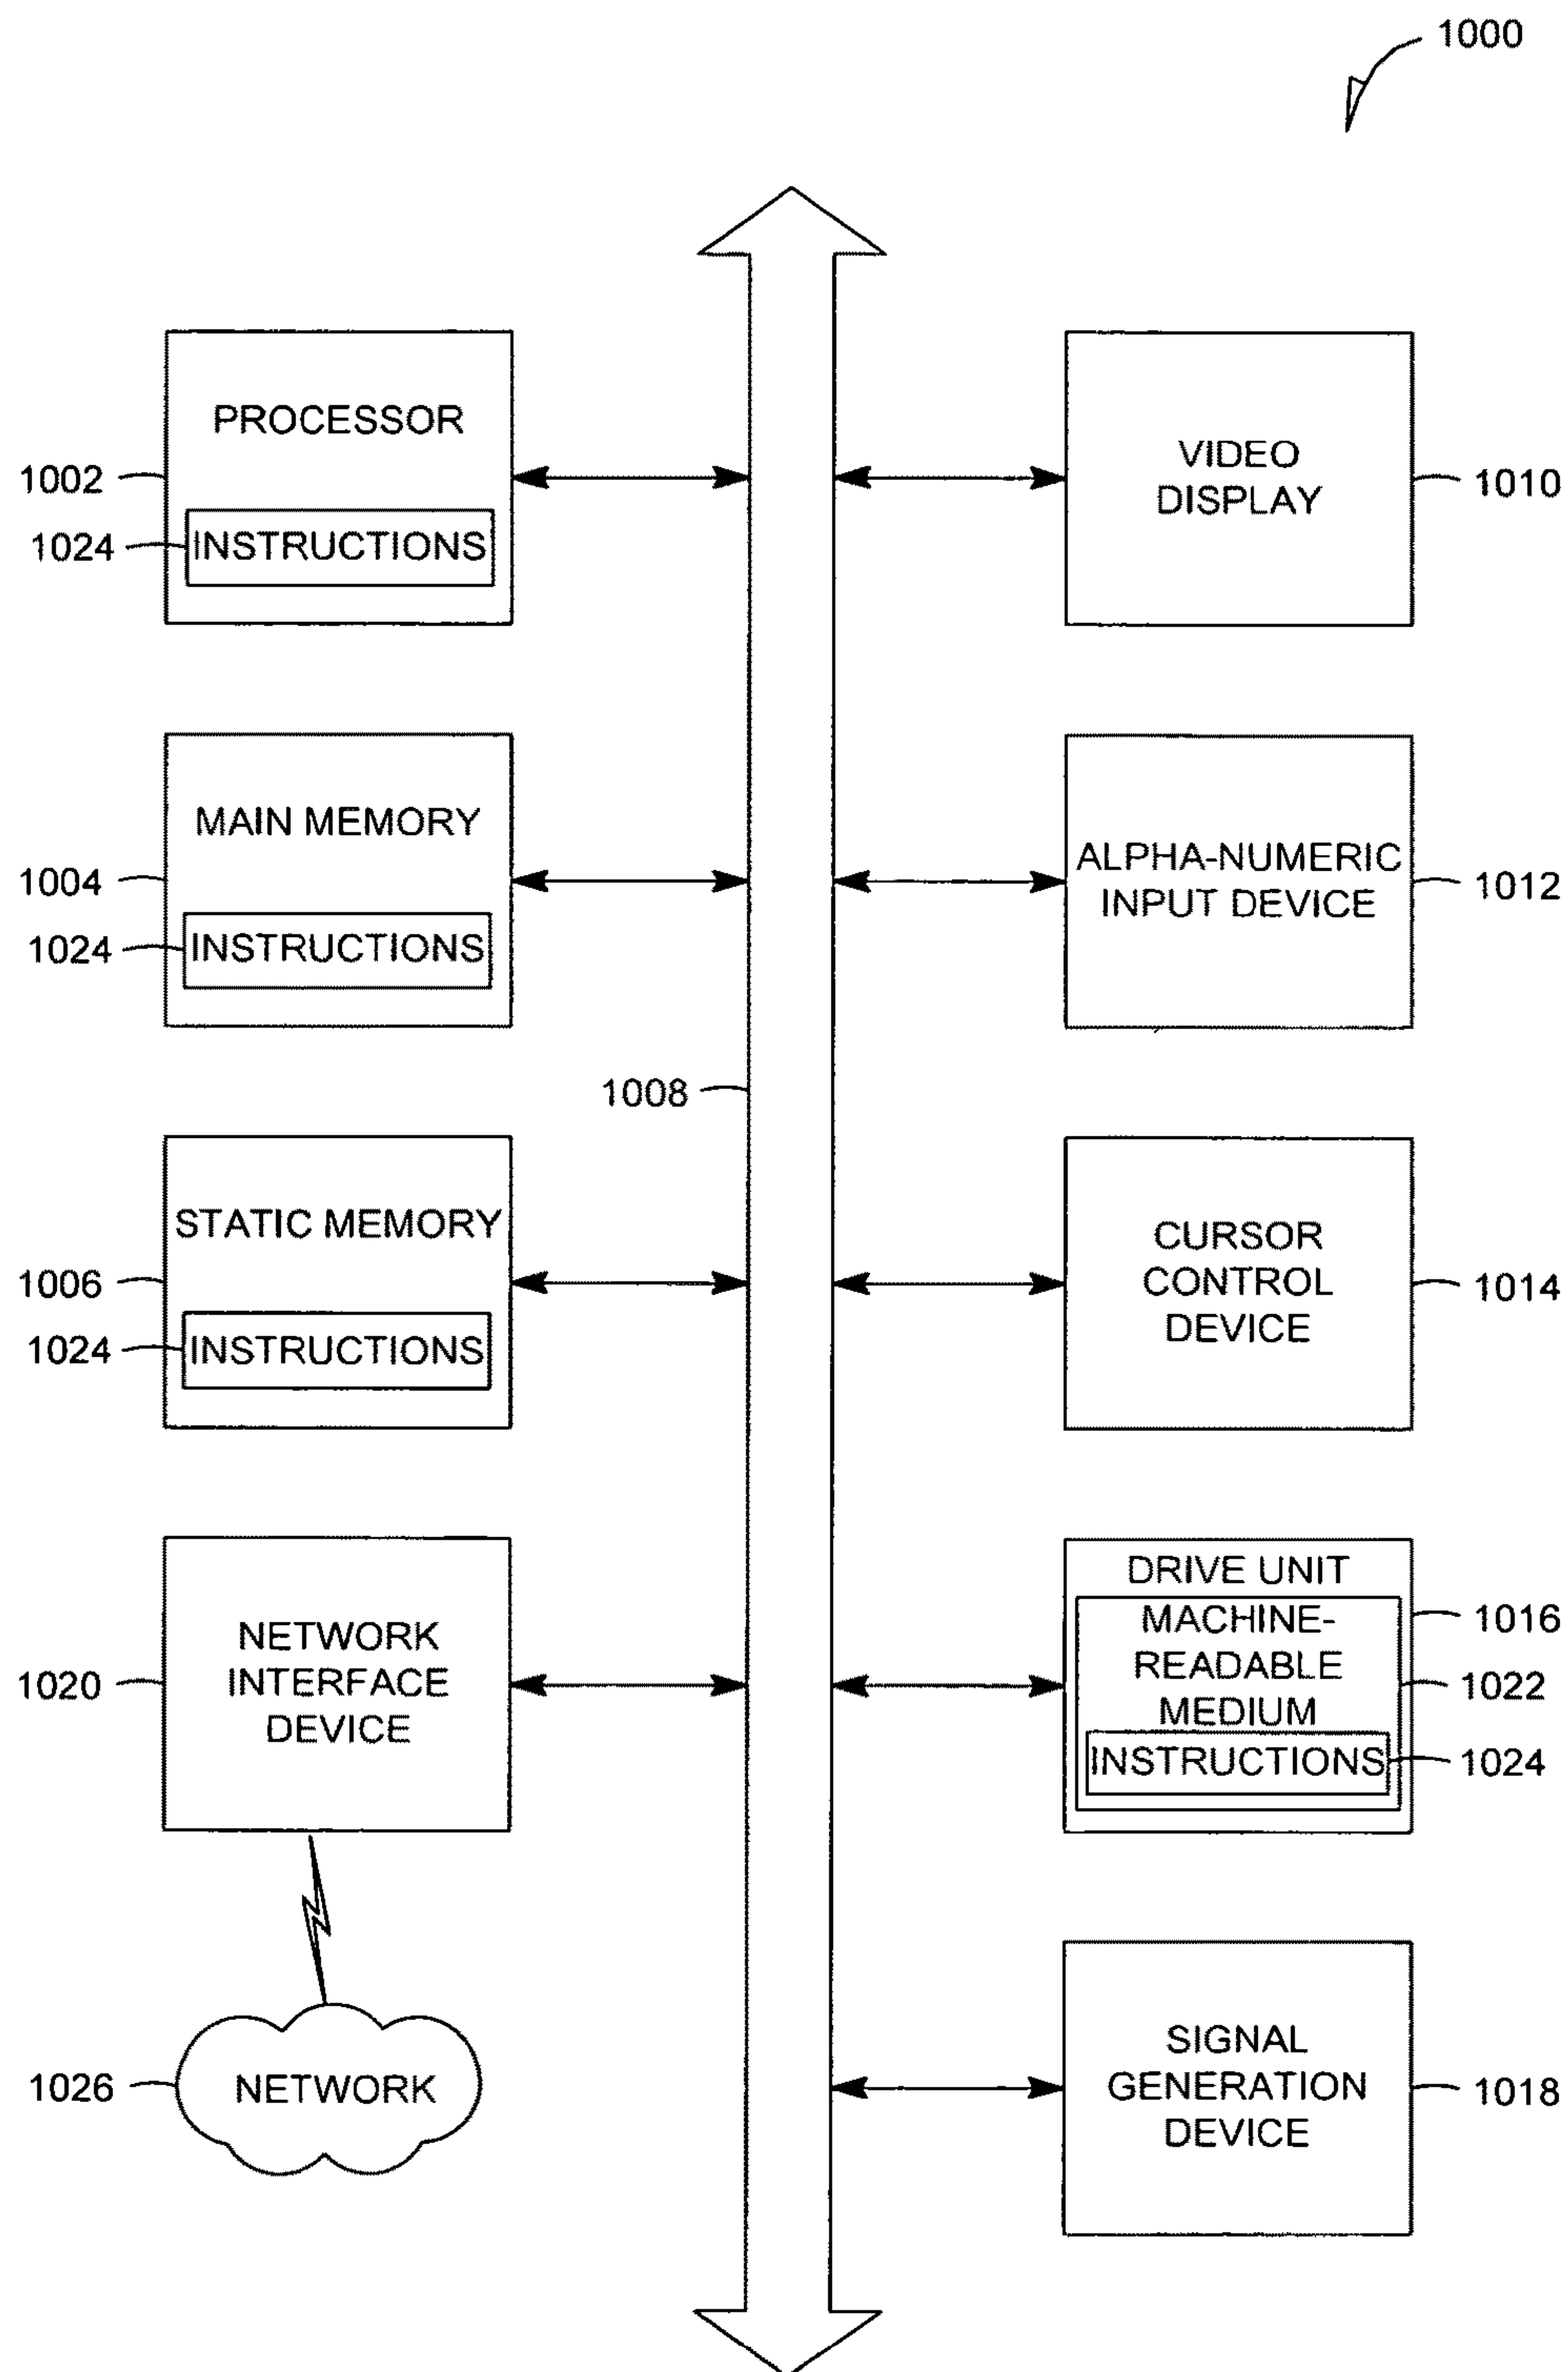 1000
PROCESSOR
1002
1024
INSTRUCTIONS
VIDEO
DISPLAY
1010
MAIN MEMORY
1004
1024
INSTRUCTIONS
ALPHA-NUMERIC
INPUT DEVICE
1012
1008
STATIC MEMORY
1006
1024
INSTRUCTIONS
CURSOR
CONTROL
DEVICE
1014
NETWORK
INTERFACE
DEVICE
1020
DRIVE UNIT
MACHINE-
READABLE
MEDIUM
INSTRUCTIONS
1016
1022
1024
NETWORK
1026
SIGNAL
GENERATION
DEVICE
1018